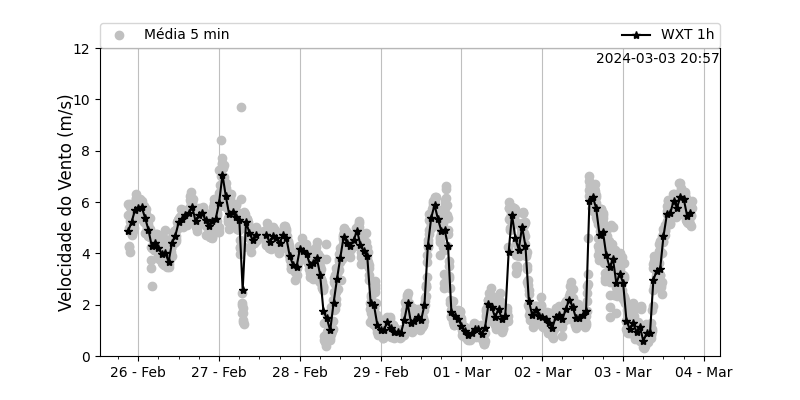 Média 5 min
WXT 1h
2024-03-03 20:57
Velocidade do Vento (m/s)
12
10
8
6
4
2
0
26 - Feb
27 - Feb
28 - Feb
29 - Feb
01 - Mar
02 - Mar
03 - Mar
04 - Mar